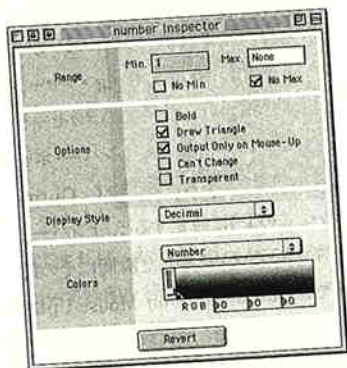 number Inspector
Range
Min. 1
Max. None
No Min
No Max
Options
Bold
Draw Triangle
Output Only on Mouse-Up
Can't Change
Transparent
Display Style
Decimal
Colors
Number
R G B 0 0 0
Revert